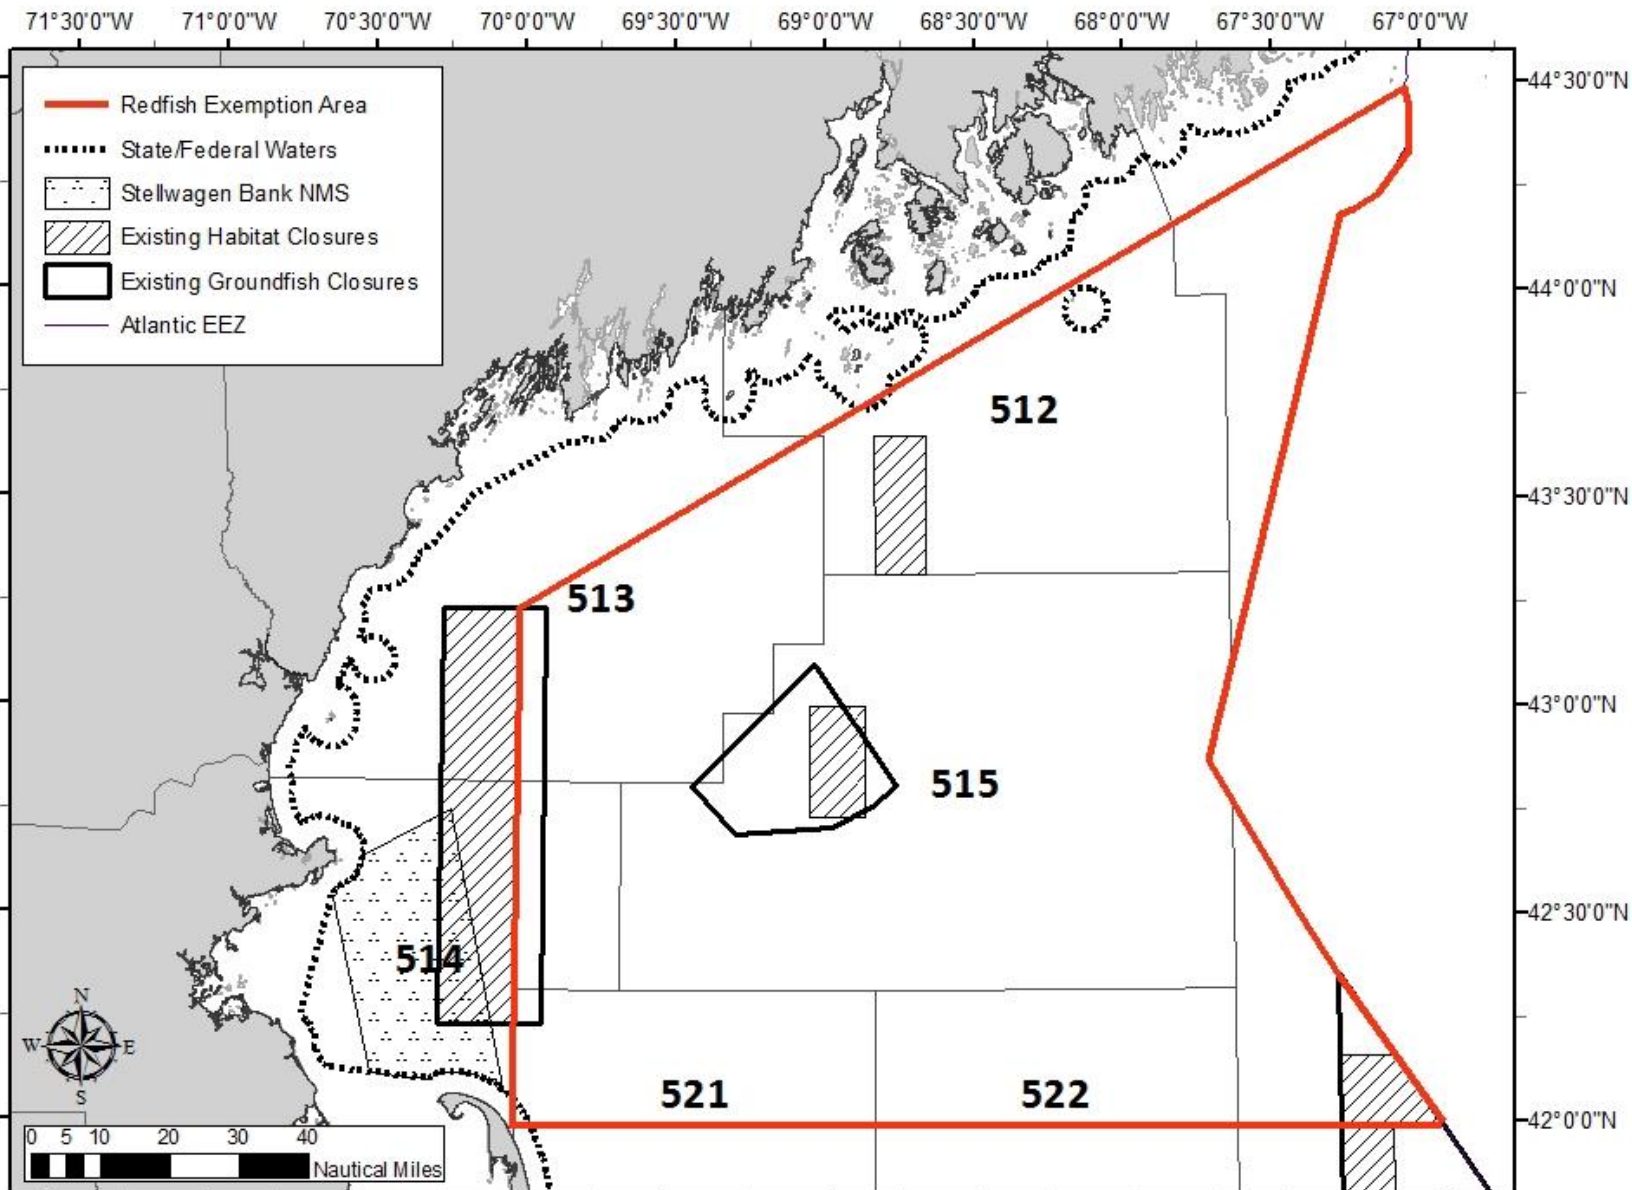 71°30'0"W 71°0'0"W 70°30'0"W 70°0'0"W 69°30'0"W 69°0'0"W 68°30'0"W 68°0'0"W 67°30'0"W 67°0'0"W
Redfish Exemption Area
State/Federal Waters
Stellwagen Bank NMS
Existing Habitat Closures
Existing Groundfish Closures
Atlantic EEZ
44°30'0"N
44°0'0"N
512
43°30'0"N
513
43°0'0"N
515
42°30'0"N
514
N
W E
S
521 522
42°0'0"N
0 5 10 20 30 40
Nautical Miles